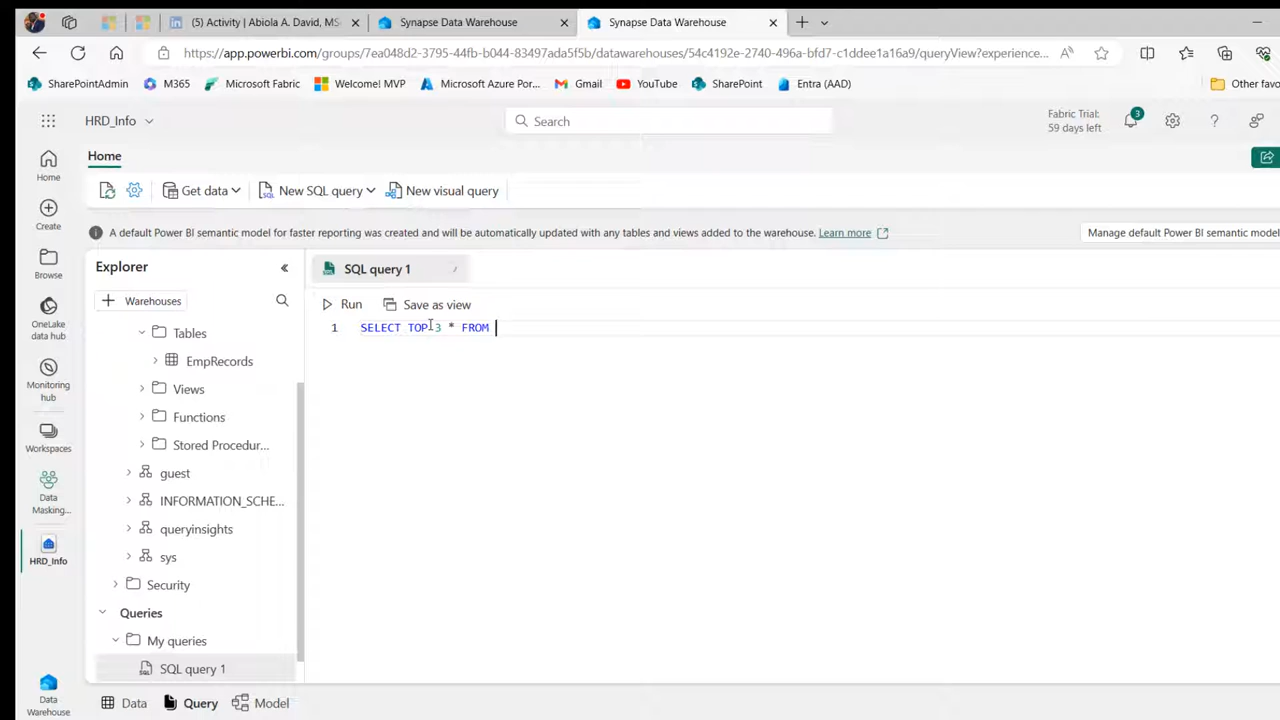 (5) Activity | Abiola A. David, MS...
Synapse Data Warehouse
Synapse Data Warehouse
https://app.powerbi.com/groups/7ea048d2-3795-44fb-b044-83497ada5f5b/datawarehouses/54c4192e-2740-496a-bfd7-c1ddee1a16a9/queryView?experience...
SharePointAdmin
M365
Microsoft Fabric
Welcome! MVP
Microsoft Azure Por...
Gmail
YouTube
SharePoint
Entra (AAD)
Other favo
HRD_Info
Search
Fabric Trial:
59 days left
3
Home
Get data
New SQL query
New visual query
A default Power BI semantic model for faster reporting was created and will be automatically updated with any tables and views added to the warehouse. Learn more
Manage default Power BI semantic model
Home
Create
Browse
OneLake
data hub
Monitoring
hub
Workspaces
Data
Masking...
HRD_Info
Data
Warehouse
Explorer
Warehouses
Tables
EmpRecords
Views
Functions
Stored Procedur...
guest
INFORMATION_SCHE...
queryinsights
sys
Security
Queries
My queries
SQL query 1
SQL query 1
Run
Save as view
1 SELECT TOP 3 * FROM
Data
Query
Model